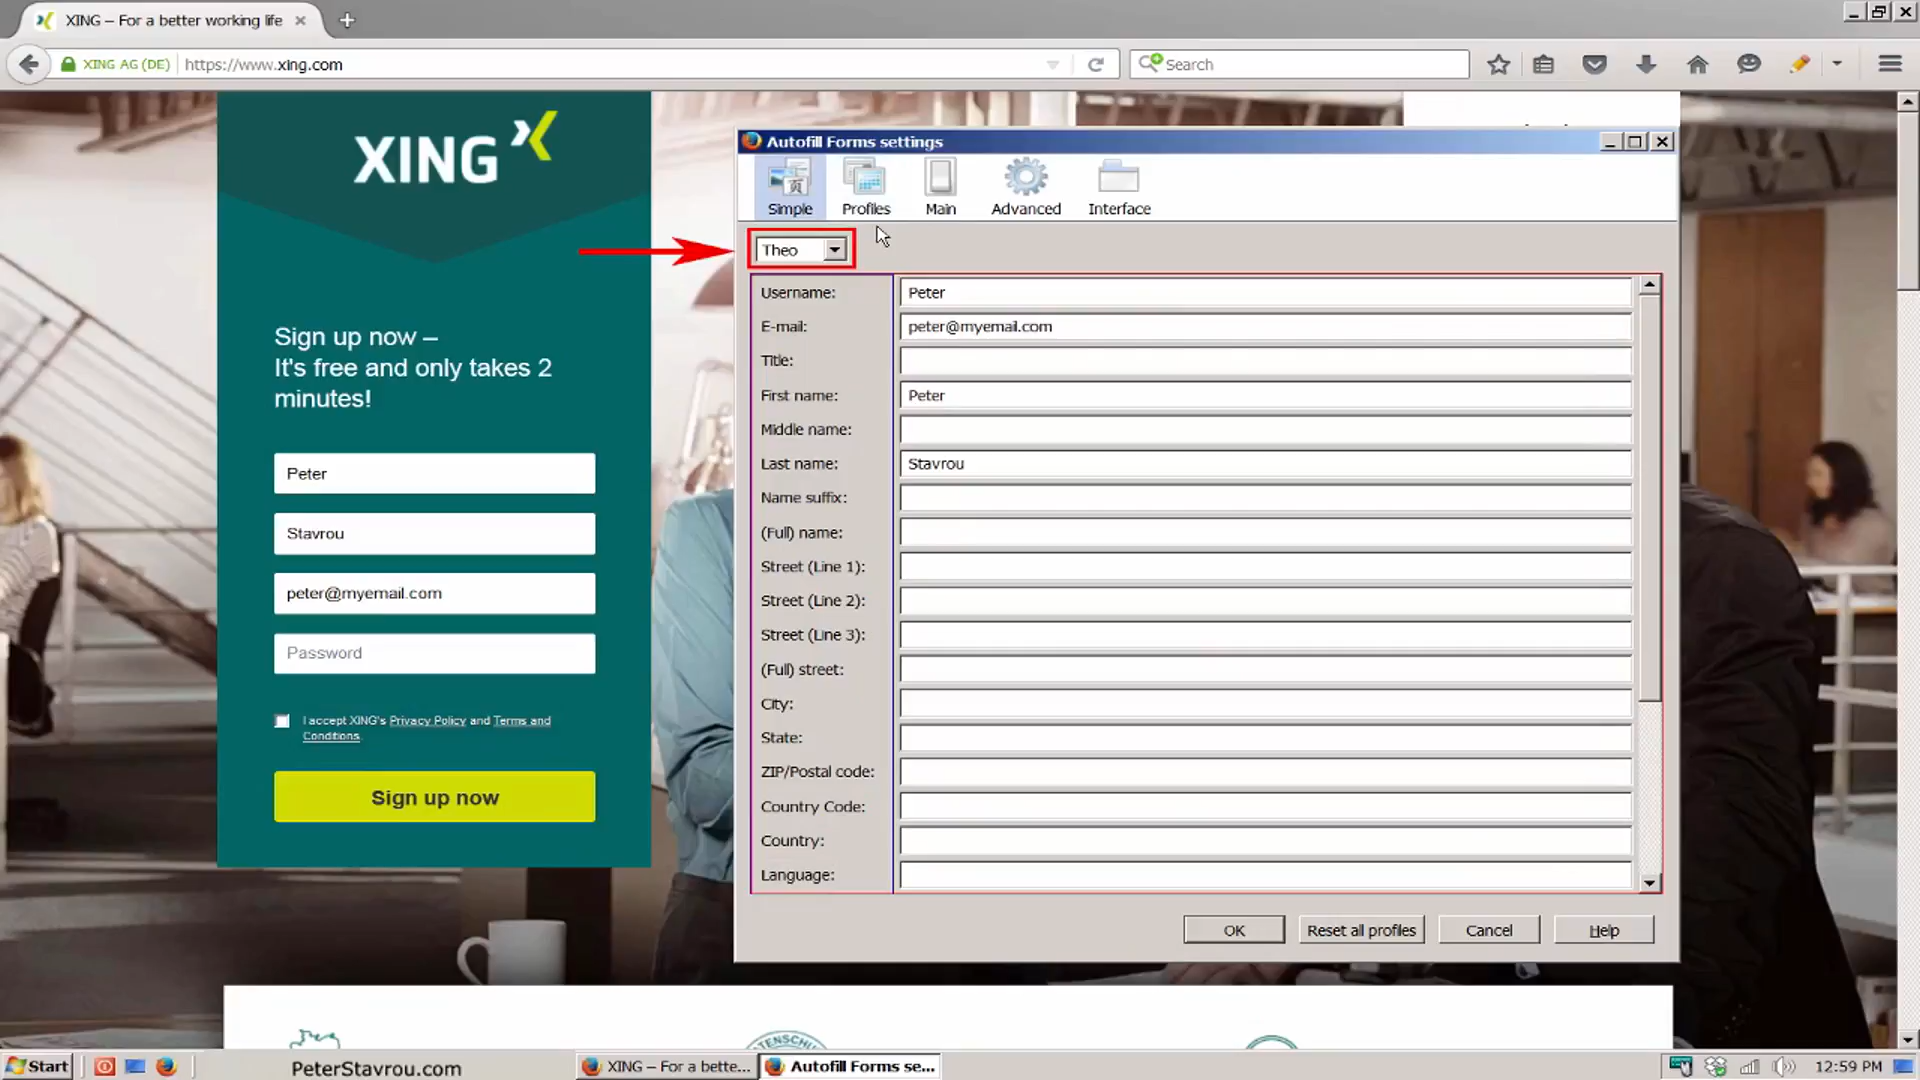 XING – For a better working life
XING AG (DE)
https://www.xing.com
Search
XING
Sign up now –
It's free and only takes 2
minutes!
Peter
Stavrou
peter@myemail.com
Password
I accept XING's Privacy Policy and Terms and
Conditions.
Sign up now
Autofill Forms settings
Simple
Profiles
Main
Advanced
Interface
Theo
Username: Peter
E-mail: peter@myemail.com
Title:
First name: Peter
Middle name:
Last name: Stavrou
Name suffix:
(Full) name:
Street (Line 1):
Street (Line 2):
Street (Line 3):
(Full) street:
City:
State:
ZIP/Postal code:
Country Code:
Country:
Language:
OK
Reset all profiles
Cancel
Help
Start
PeterStavrou.com
XING – For a bette...
Autofill Forms se...
12:59 PM